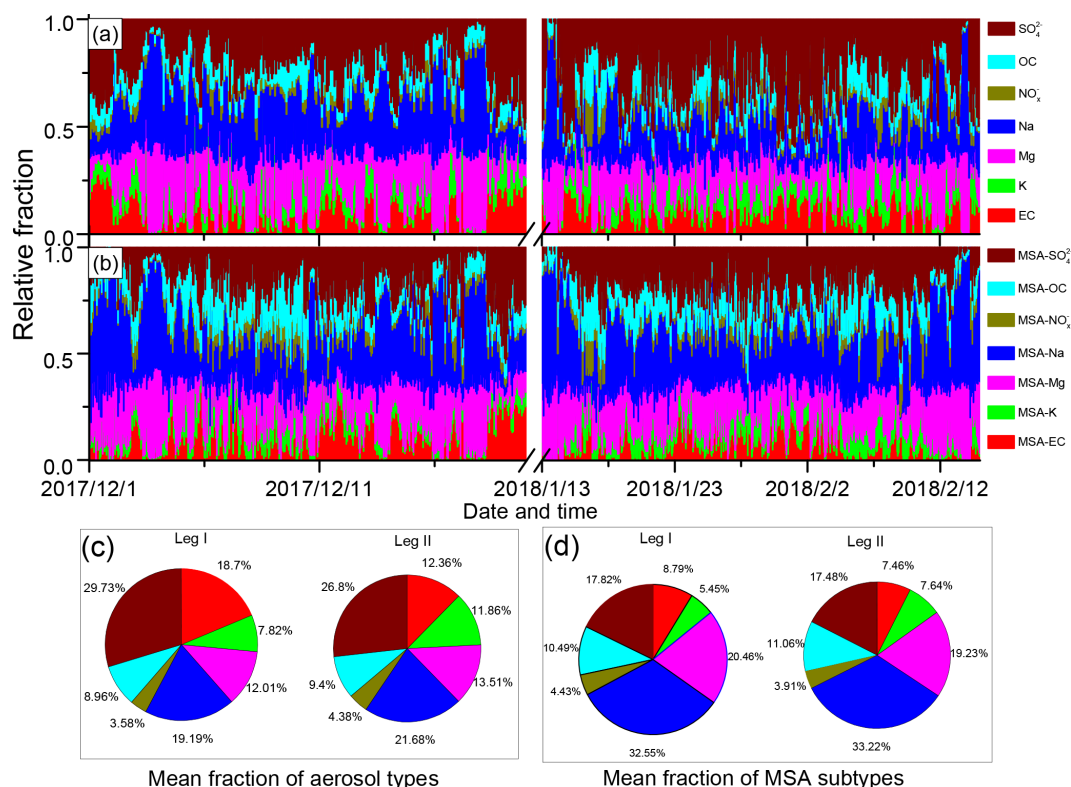 (a)
1.0
0.5
0.0
SO₄²⁻
OC
NOₓ⁻
Na
Mg
K
EC
Relative fraction
(b)
1.0
0.5
0.0
MSA-SO₄²⁻
MSA-OC
MSA-NOₓ⁻
MSA-Na
MSA-Mg
MSA-K
MSA-EC
2017/12/1 2017/12/11 2018/1/13 2018/1/23 2018/2/2 2018/2/12
Date and time
(c)
Leg I
18.7%
7.82%
12.01%
19.19%
3.58%
8.96%
29.73%
Leg II
12.36%
11.86%
13.51%
21.68%
4.38%
9.4%
26.8%
Mean fraction of aerosol types
(d)
Leg I
8.79%
5.45%
20.46%
32.55%
4.43%
10.49%
17.82%
Leg II
7.46%
7.64%
19.23%
33.22%
3.91%
11.06%
17.48%
Mean fraction of MSA subtypes